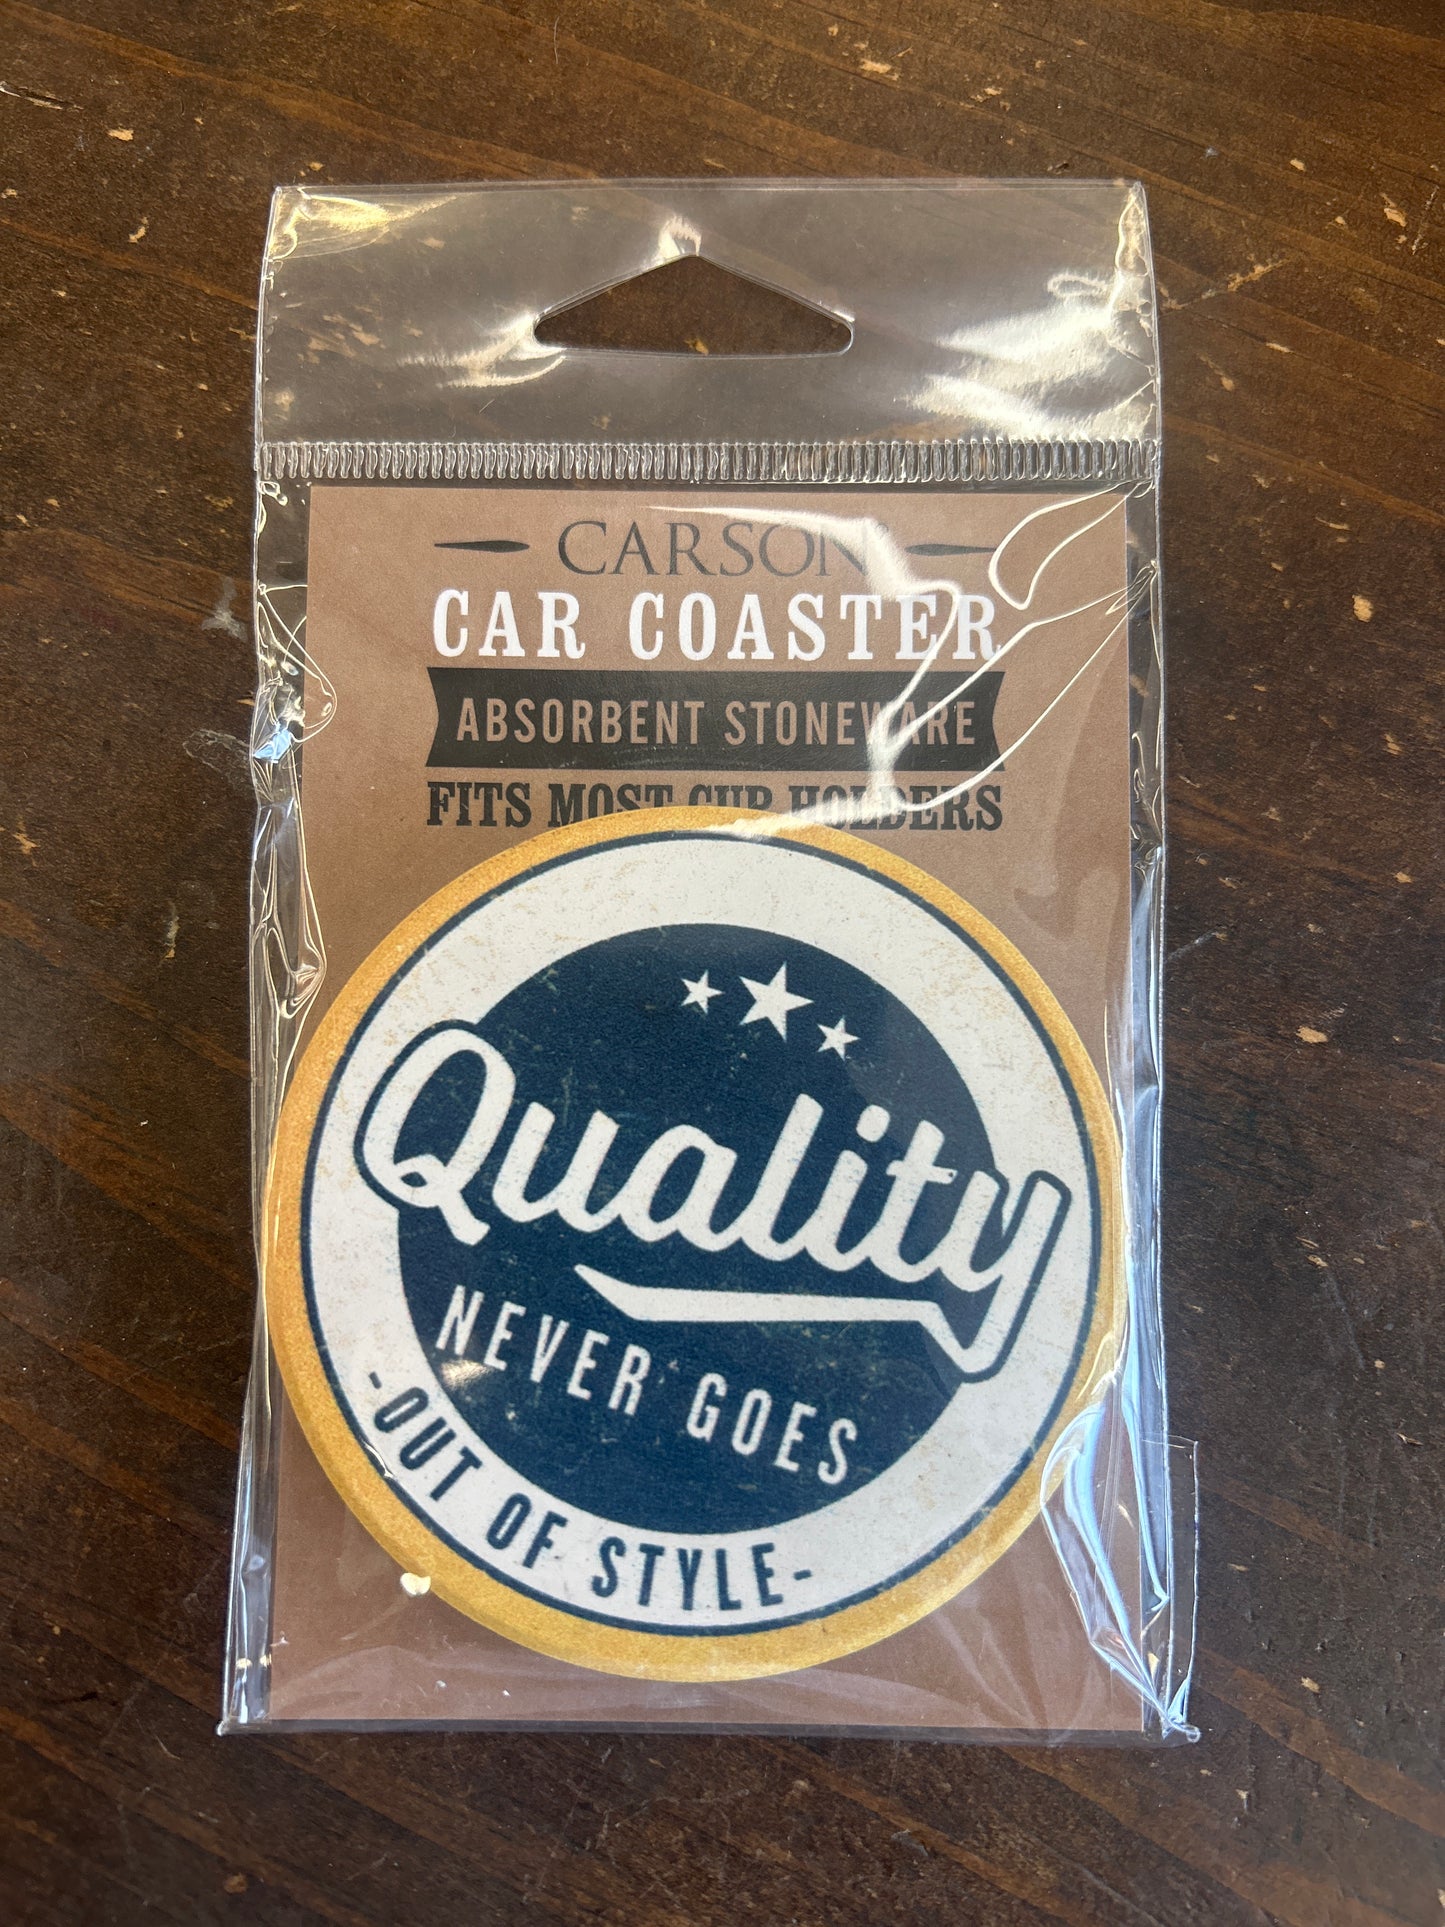 CARSON
CAR COASTER
ABSORBENT STONEWARE
FITS MOST CUP HOLDERS
Quality
NEVER GOES
-OUT OF STYLE-